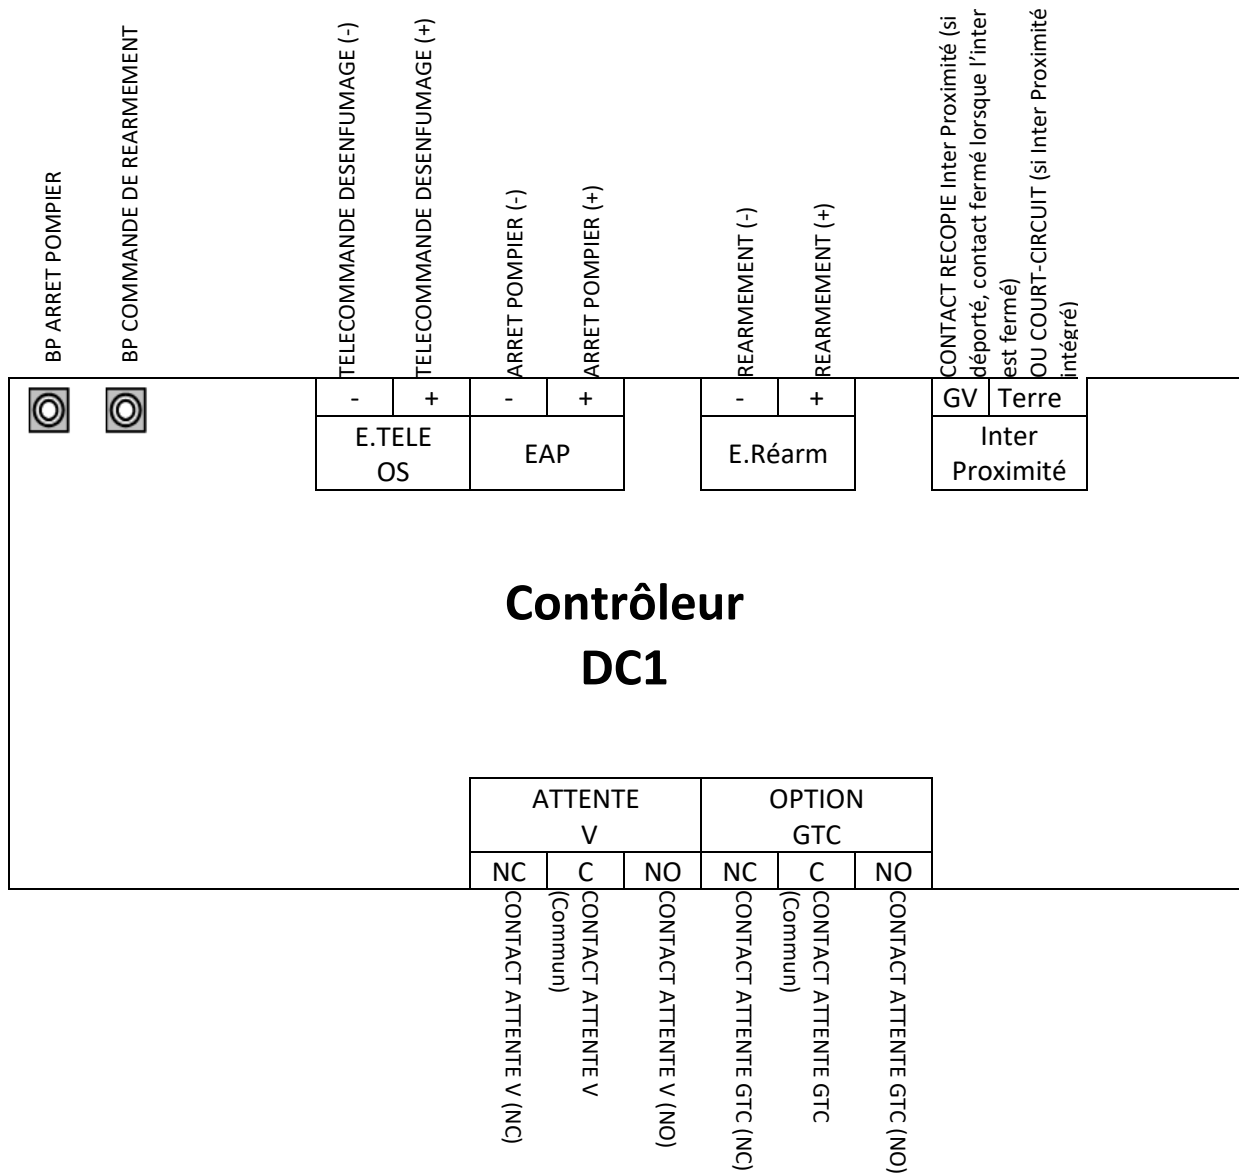 BP ARRET POMPIER
BP COMMANDE DE REARMEMENT
TELECOMMANDE DESENFUMAGE (-)
TELECOMMANDE DESENFUMAGE (+)
ARRET POMPIER (-)
ARRET POMPIER (+)
REARMEMENT (-)
REARMEMENT (+)
CONTACT RECOPIE Inter Proximité (si
déporté, contact fermé lorsque l’inter
est fermé)
OU COURT-CIRCUIT (si Inter Proximité
intégré)
- + - + - + GV Terre
E.TELE
OS
EAP
E.Réarm
Inter
Proximité
Contrôleur
DC1
ATTENTE
V
OPTION
GTC
NC C NO NC C NO
CONTACT ATTENTE V (NC)
CONTACT ATTENTE V
(Commun)
CONTACT ATTENTE V (NO)
CONTACT ATTENTE GTC (NC)
CONTACT ATTENTE GTC
(Commun)
CONTACT ATTENTE GTC (NO)